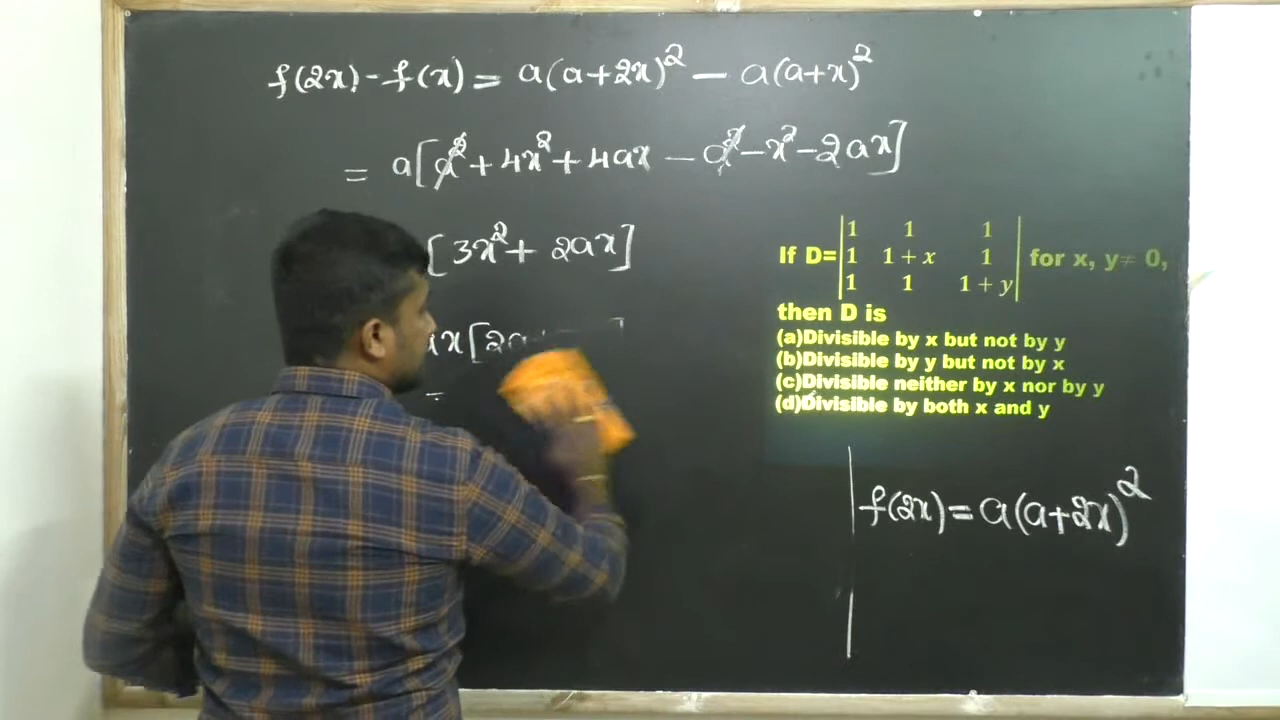 f(2x) - f(x) = a(a+2x)² - a(a+x)²
= a[a² + 4x² + 4ax - a² - x² - 2ax]
[3x² + 2ax]
x[2a
=
If D= |1 1 1| for x, y ≠ 0,
|1 1 + x 1|
|1 1 1 + y|
then D is
(a)Divisible by x but not by y
(b)Divisible by y but not by x
(c)Divisible neither by x nor by y
(d)Divisible by both x and y
f(2x) = a(a+2x)²